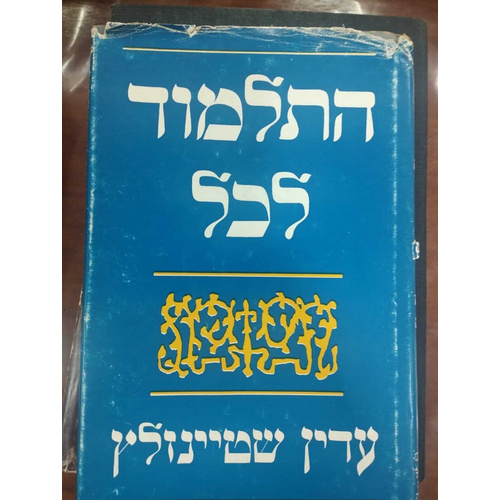 התלמוד
לכל
עדין שטיינזלץ